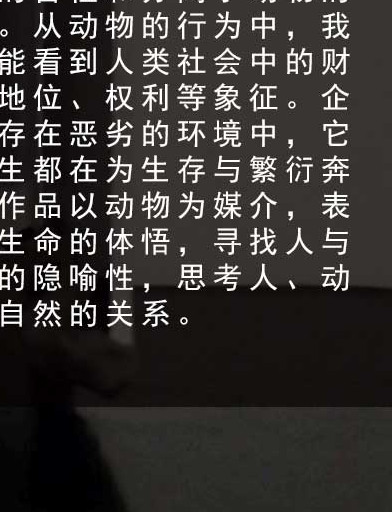 。从动物的行为中，我
能看到人类社会中的财
地位、权利等象征。企
存在恶劣的环境中，它
生都在为生存与繁衍奔
作品以动物为媒介，表
生命的体悟，寻找人与
的隐喻性，思考人、动
自然的关系。